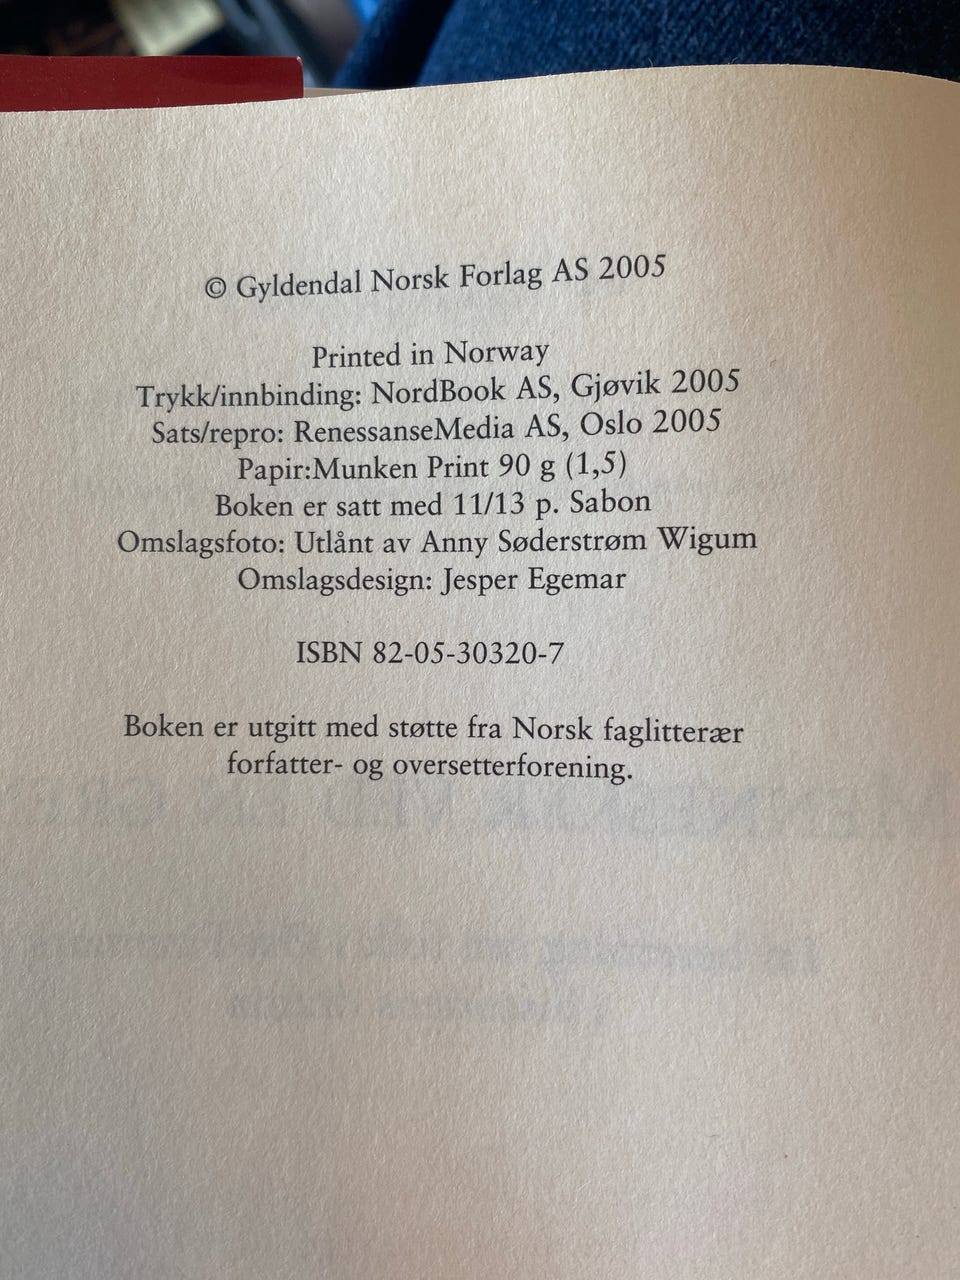 © Gyldendal Norsk Forlag AS 2005
Printed in Norway
Trykk/innbinding: NordBook AS, Gjøvik 2005
Sats/repro: RenessanseMedia AS, Oslo 2005
Papir:Munken Print 90 g (1,5)
Boken er satt med 11/13 p. Sabon
Omslagsfoto: Utlånt av Anny Søderstrøm Wigum
Omslagsdesign: Jesper Egemar
ISBN 82-05-30320-7
Boken er utgitt med støtte fra Norsk faglitterær
forfatter- og oversetterforening.